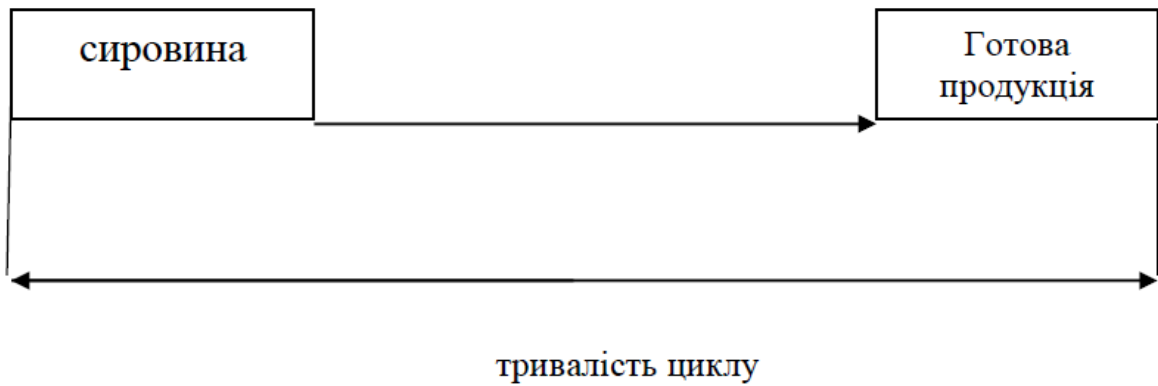 сировина
Готова
продукція
тривалість циклу